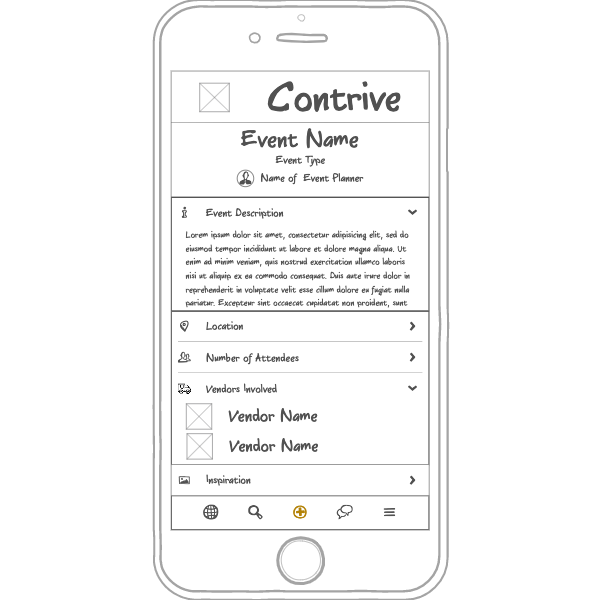 Contrive
Event Name
Event Type
Name of Event Planner
Event Description
Lorem ipsum dolor sit amet, consectetur adipisicing elit, sed do
eiusmod tempor incididunt ut labore et dolore magna aliqua. Ut
enim ad minim veniam, quis nostrud exercitation ullamco laboris
nisi ut aliquip ex ea commodo consequat. Duis aute irure dolor in
reprehenderit in voluptate velit esse cillum dolore eu fugiat nulla
pariatur. Excepteur sint occaecat cupidatat non proident, sunt
Location
Number of Attendees
Vendors Involved
Vendor Name
Vendor Name
Inspiration